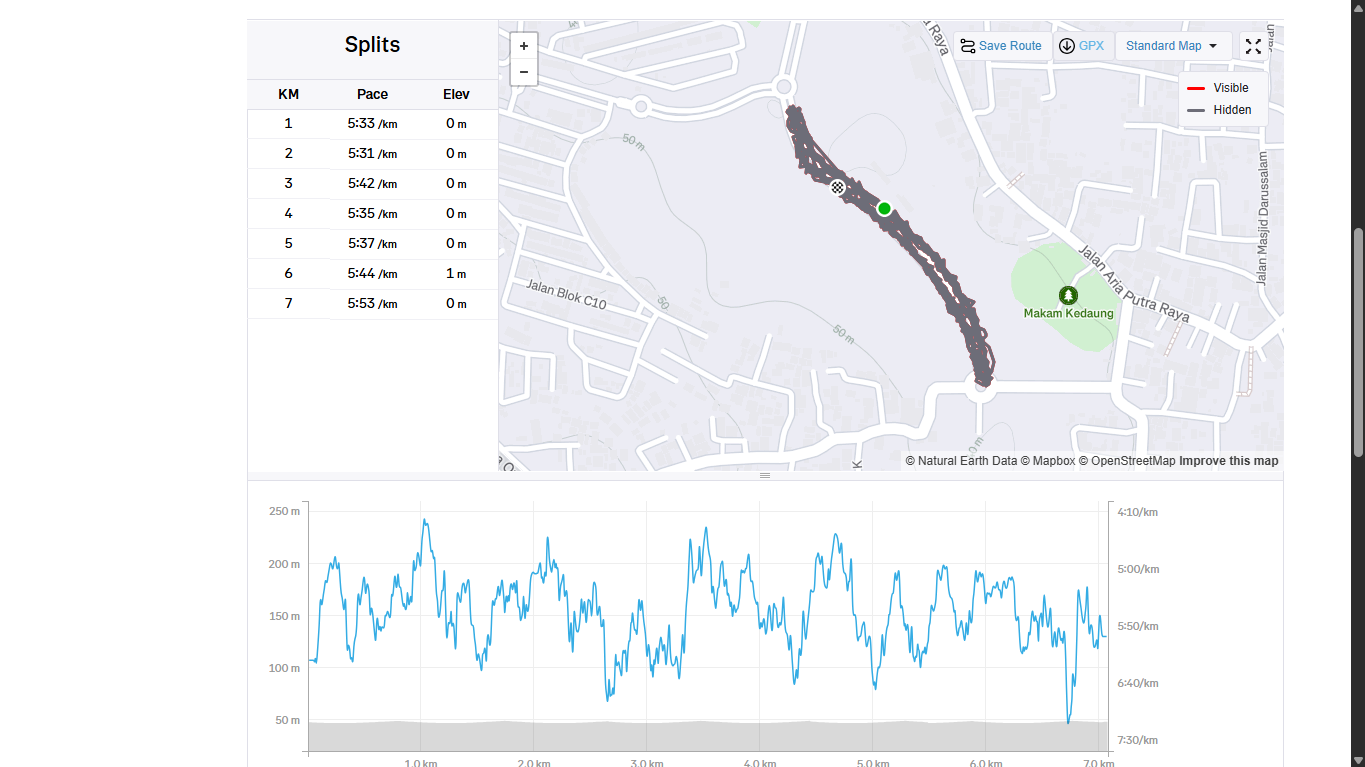 Splits
KM Pace Elev
1 5:33 /km 0 m
2 5:31 /km 0 m
3 5:42 /km 0 m
4 5:35 /km 0 m
5 5:37 /km 0 m
6 5:44 /km 1 m
7 5:53 /km 0 m
+
−
Raya
Save Route
GPX
Standard Map
Visible
Hidden
50 m
Jalan Masjid Darussalam
Jalan Aria Putra Raya
Makam Kedaung
Jalan Blok C10
50
50 m
© Natural Earth Data © Mapbox © OpenStreetMap Improve this map
250 m
200 m
150 m
100 m
50 m
4:10/km
5:00/km
5:50/km
6:40/km
7:30/km
1.0 km 2.0 km 3.0 km 4.0 km 5.0 km 6.0 km 7.0 km